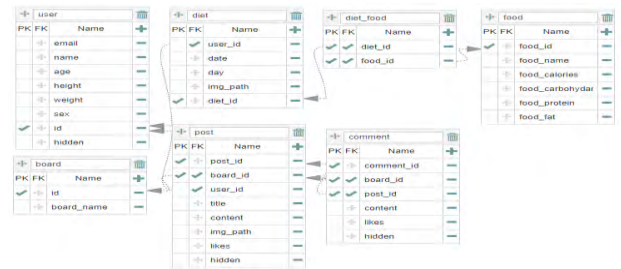 user
PK FK Name
email
name
age
height
weight
sex
id
hidden
diet
PK FK Name
user_id
date
day
img_path
diet_id
diet_food
PK FK Name
diet_id
food_id
food
PK FK Name
food_id
food_name
food_calories
food_carbohydar
food_protein
food_fat
board
PK FK Name
id
board_name
post
PK FK Name
post_id
board_id
user_id
title
content
img_path
likes
hidden
comment
PK FK Name
comment_id
board_id
post_id
content
likes
hidden